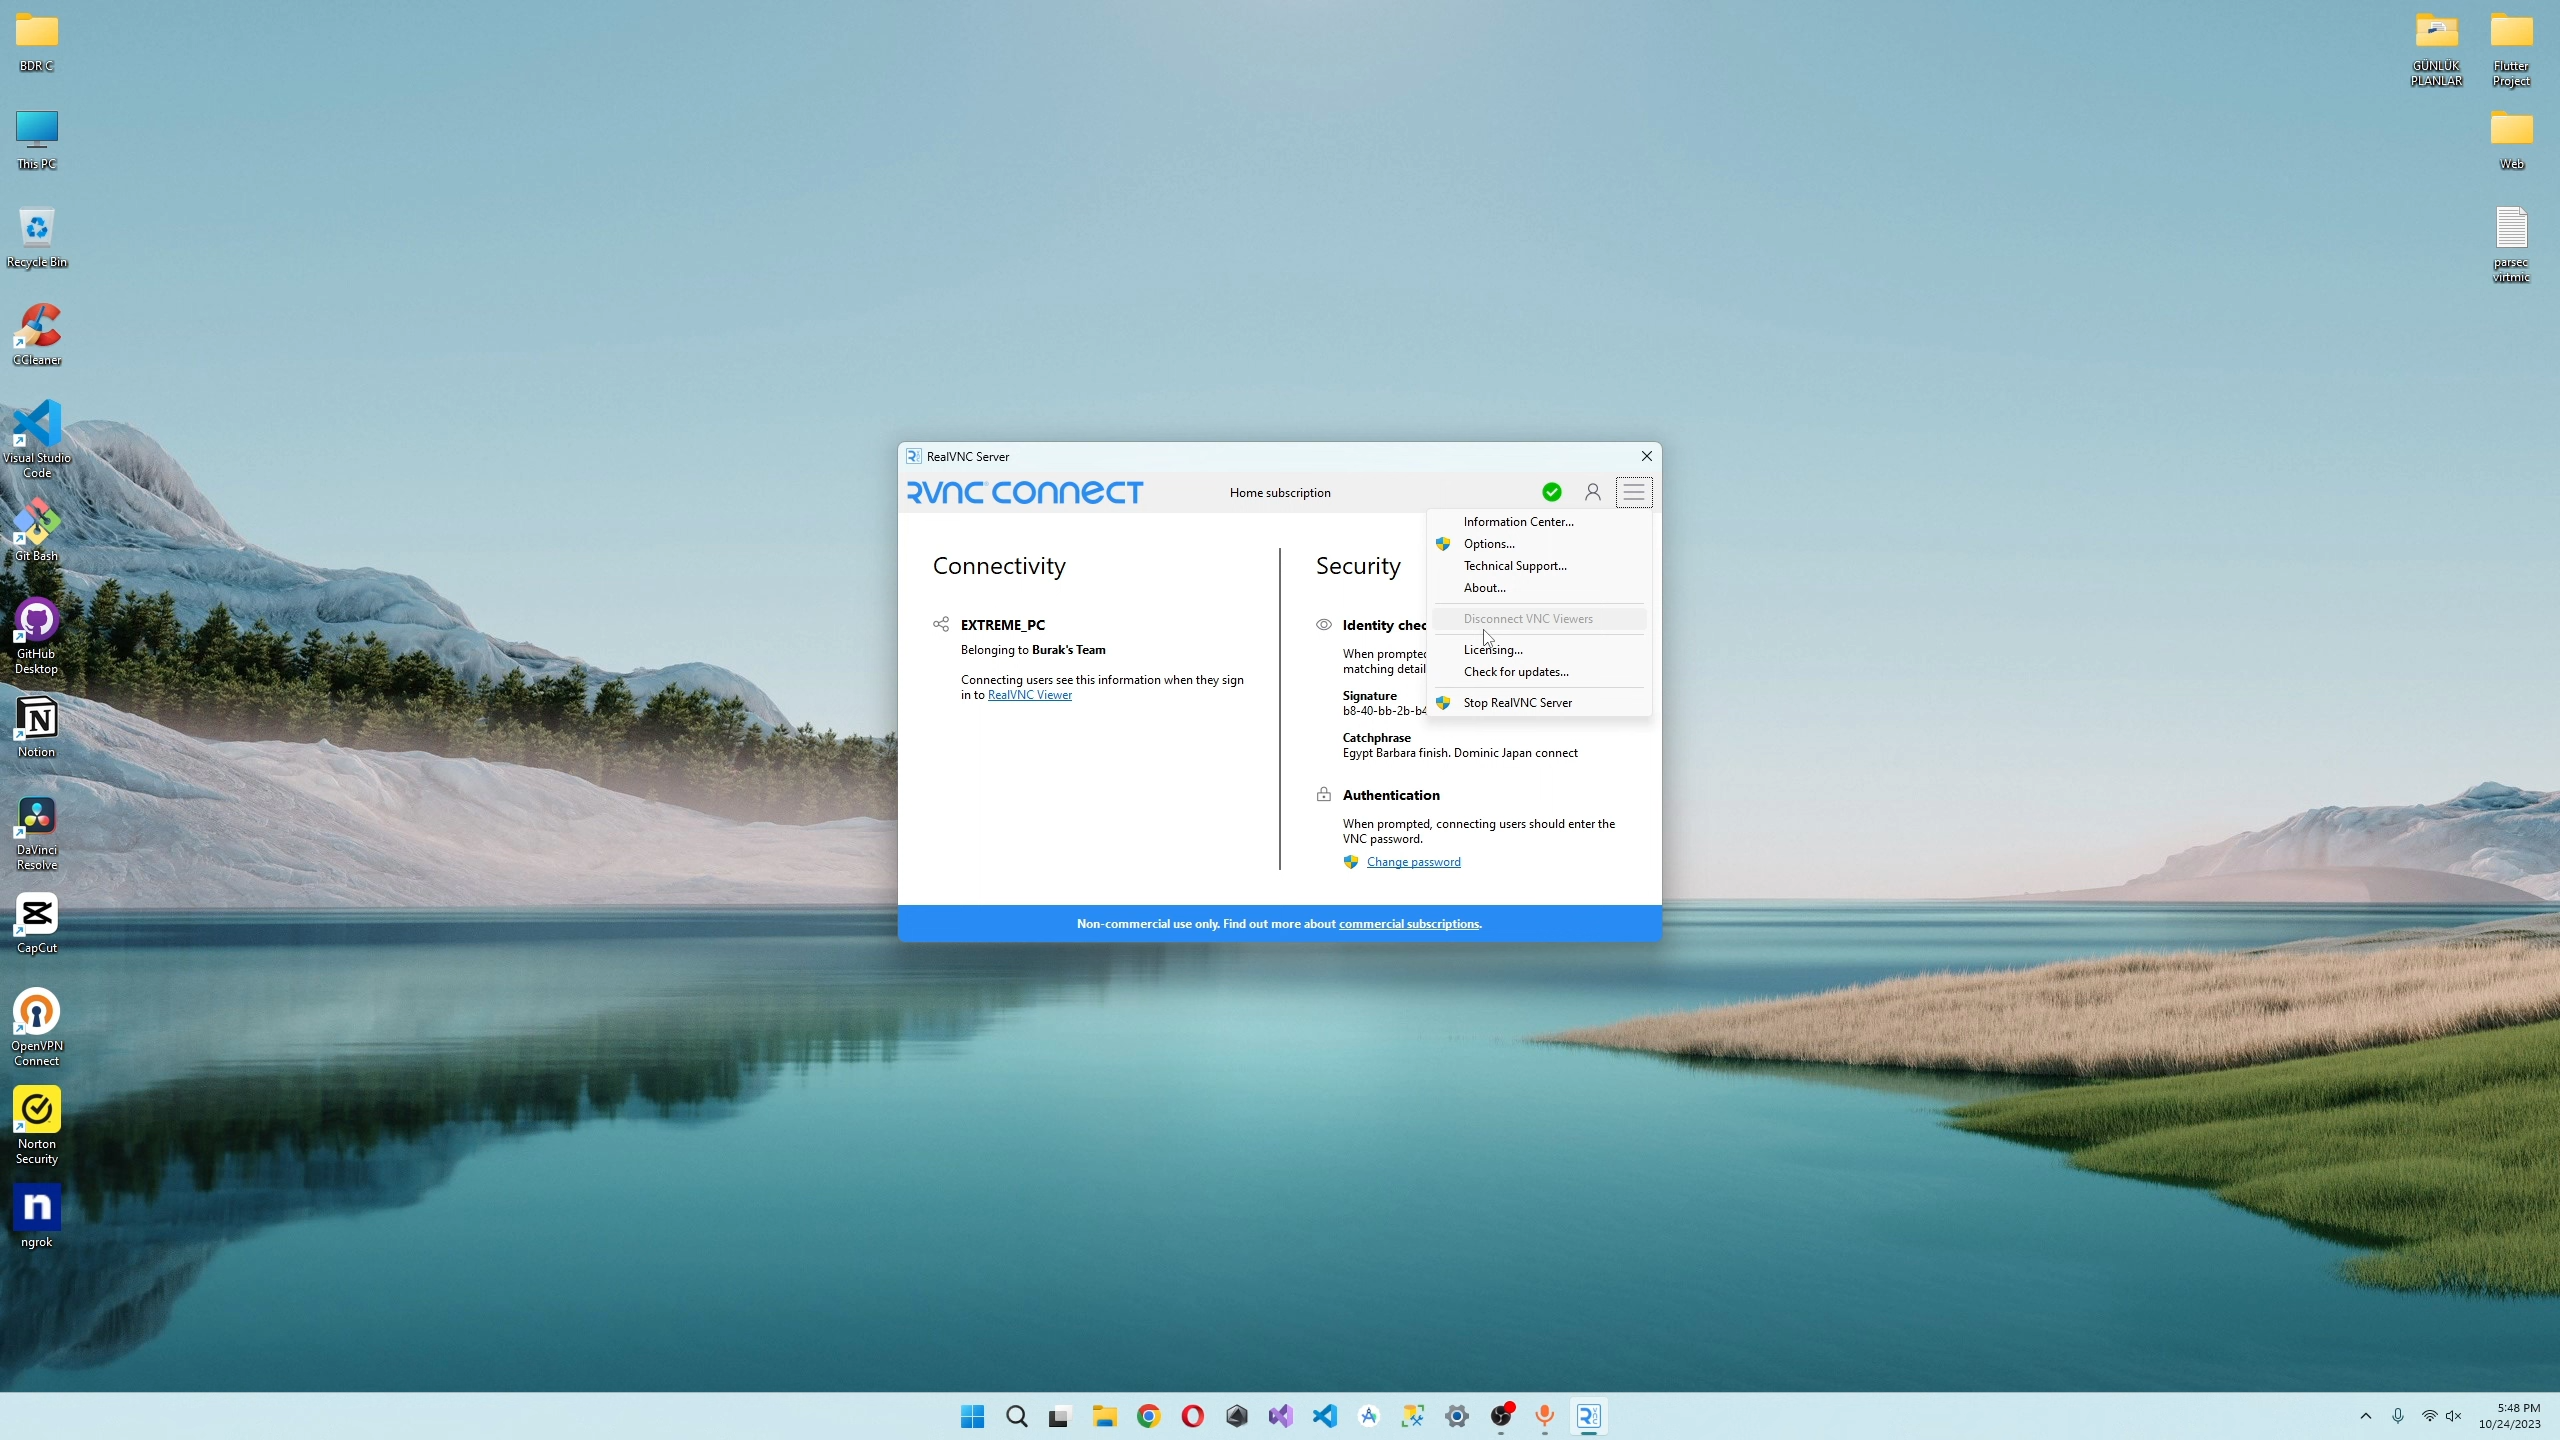 BDR C
This PC
Recycle Bin
CCleaner
Visual Studio
Code
Git Bash
GitHub
Desktop
Notion
DaVinci
Resolve
CapCut
OpenVPN
Connect
Norton
Security
ngrok
GÜNLÜK
PLANLAR
Flutter
Project
Web
parsec
virtmic
RealVNC Server
RVNC CONNECT
Home subscription
Connectivity
EXTREME_PC
Belonging to Burak's Team
Connecting users see this information when they sign
in to RealVNC Viewer
Security
Identity chec
When prompted
matching detail
Signature
b8-40-bb-2b-b4
Catchphrase
Egypt Barbara finish. Dominic Japan connect
Authentication
When prompted, connecting users should enter the
VNC password.
Change password
Information Center...
Options...
Technical Support...
About...
Disconnect VNC Viewers
Licensing...
Check for updates...
Stop RealVNC Server
Non-commercial use only. Find out more about commercial subscriptions.
5:48 PM
10/24/2023